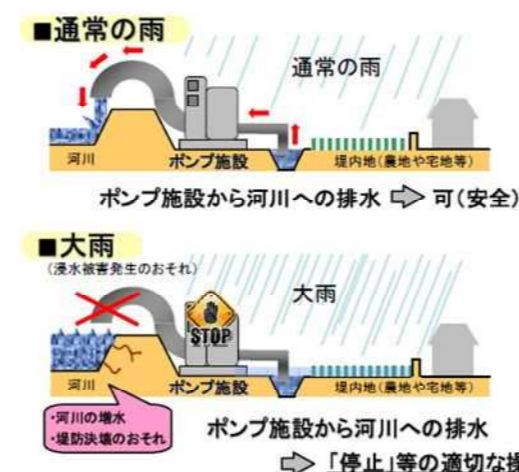 ■通常の雨
通常の雨
河川
ポンプ施設
堤内地(農地や宅地等)
ポンプ施設から河川への排水 ⇨ 可(安全)
■大雨
(浸水被害発生のおそれ)
大雨
STOP
河川
ポンプ施設
堤内地(農地や宅地等)
・河川の増水
・堤防決壊のおそれ
ポンプ施設から河川への排水
⇨ 「停止」等の適切な操